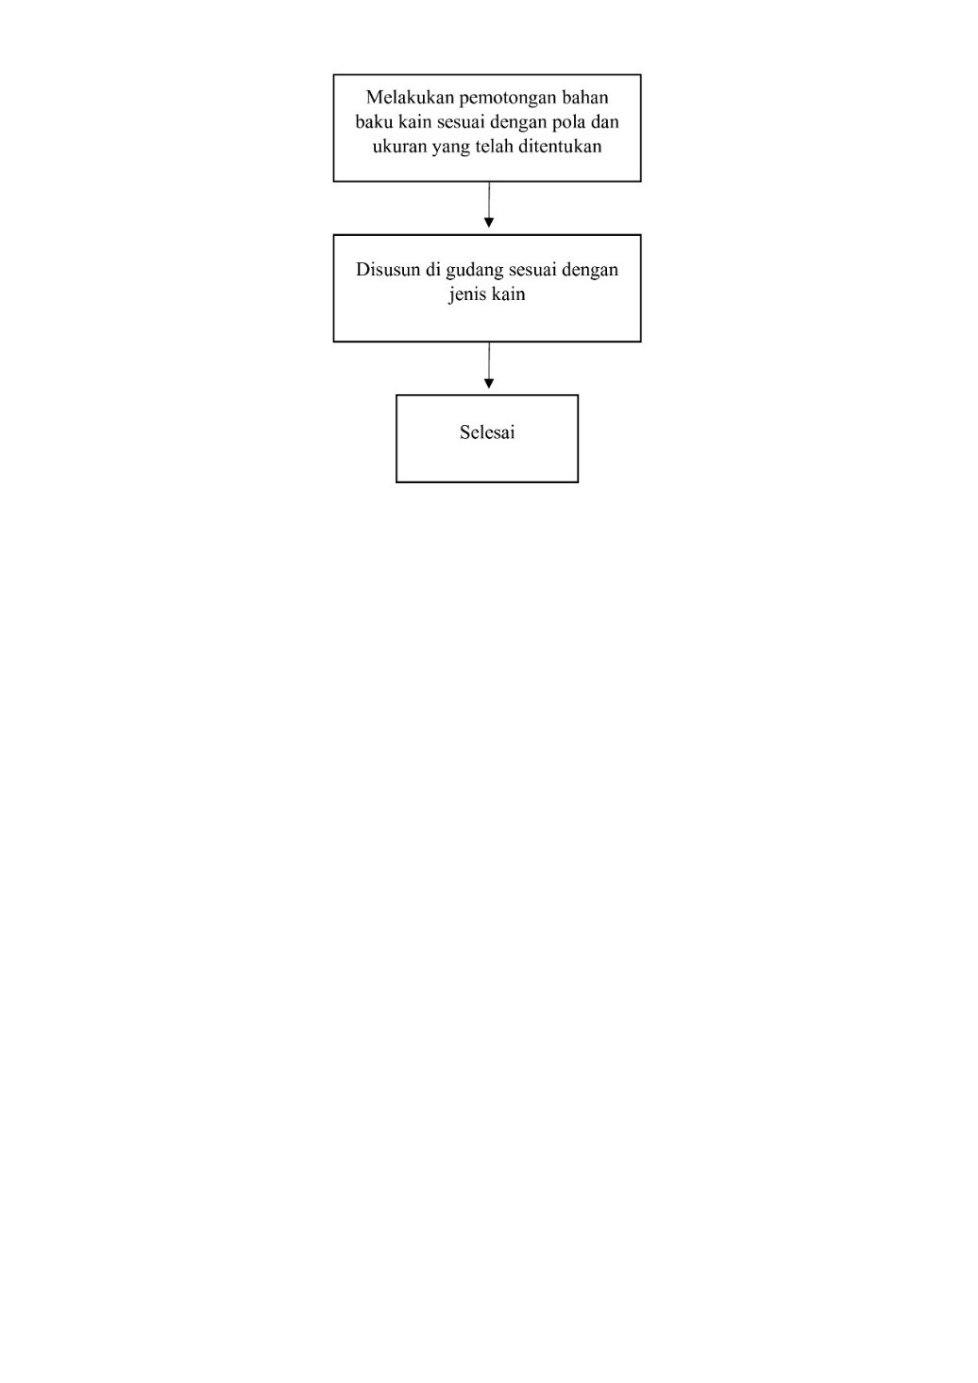 Melakukan pemotongan bahan
baku kain sesuai dengan pola dan
ukuran yang telah ditentukan
Disusun di gudang sesuai dengan
jenis kain
Selesai